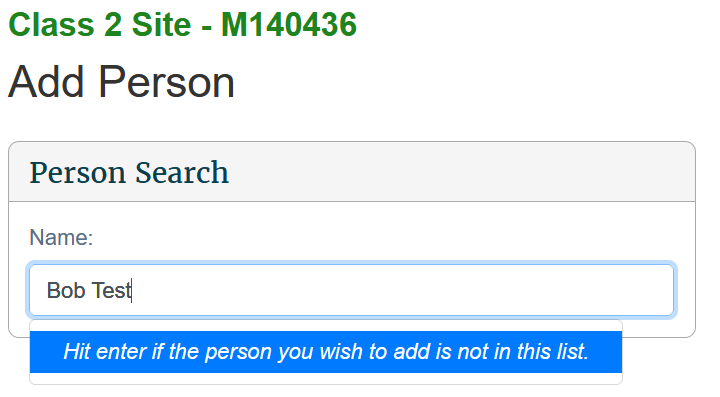 Class 2 Site - M140436
Add Person
Person Search
Name:
Bob Test
Hit enter if the person you wish to add is not in this list.